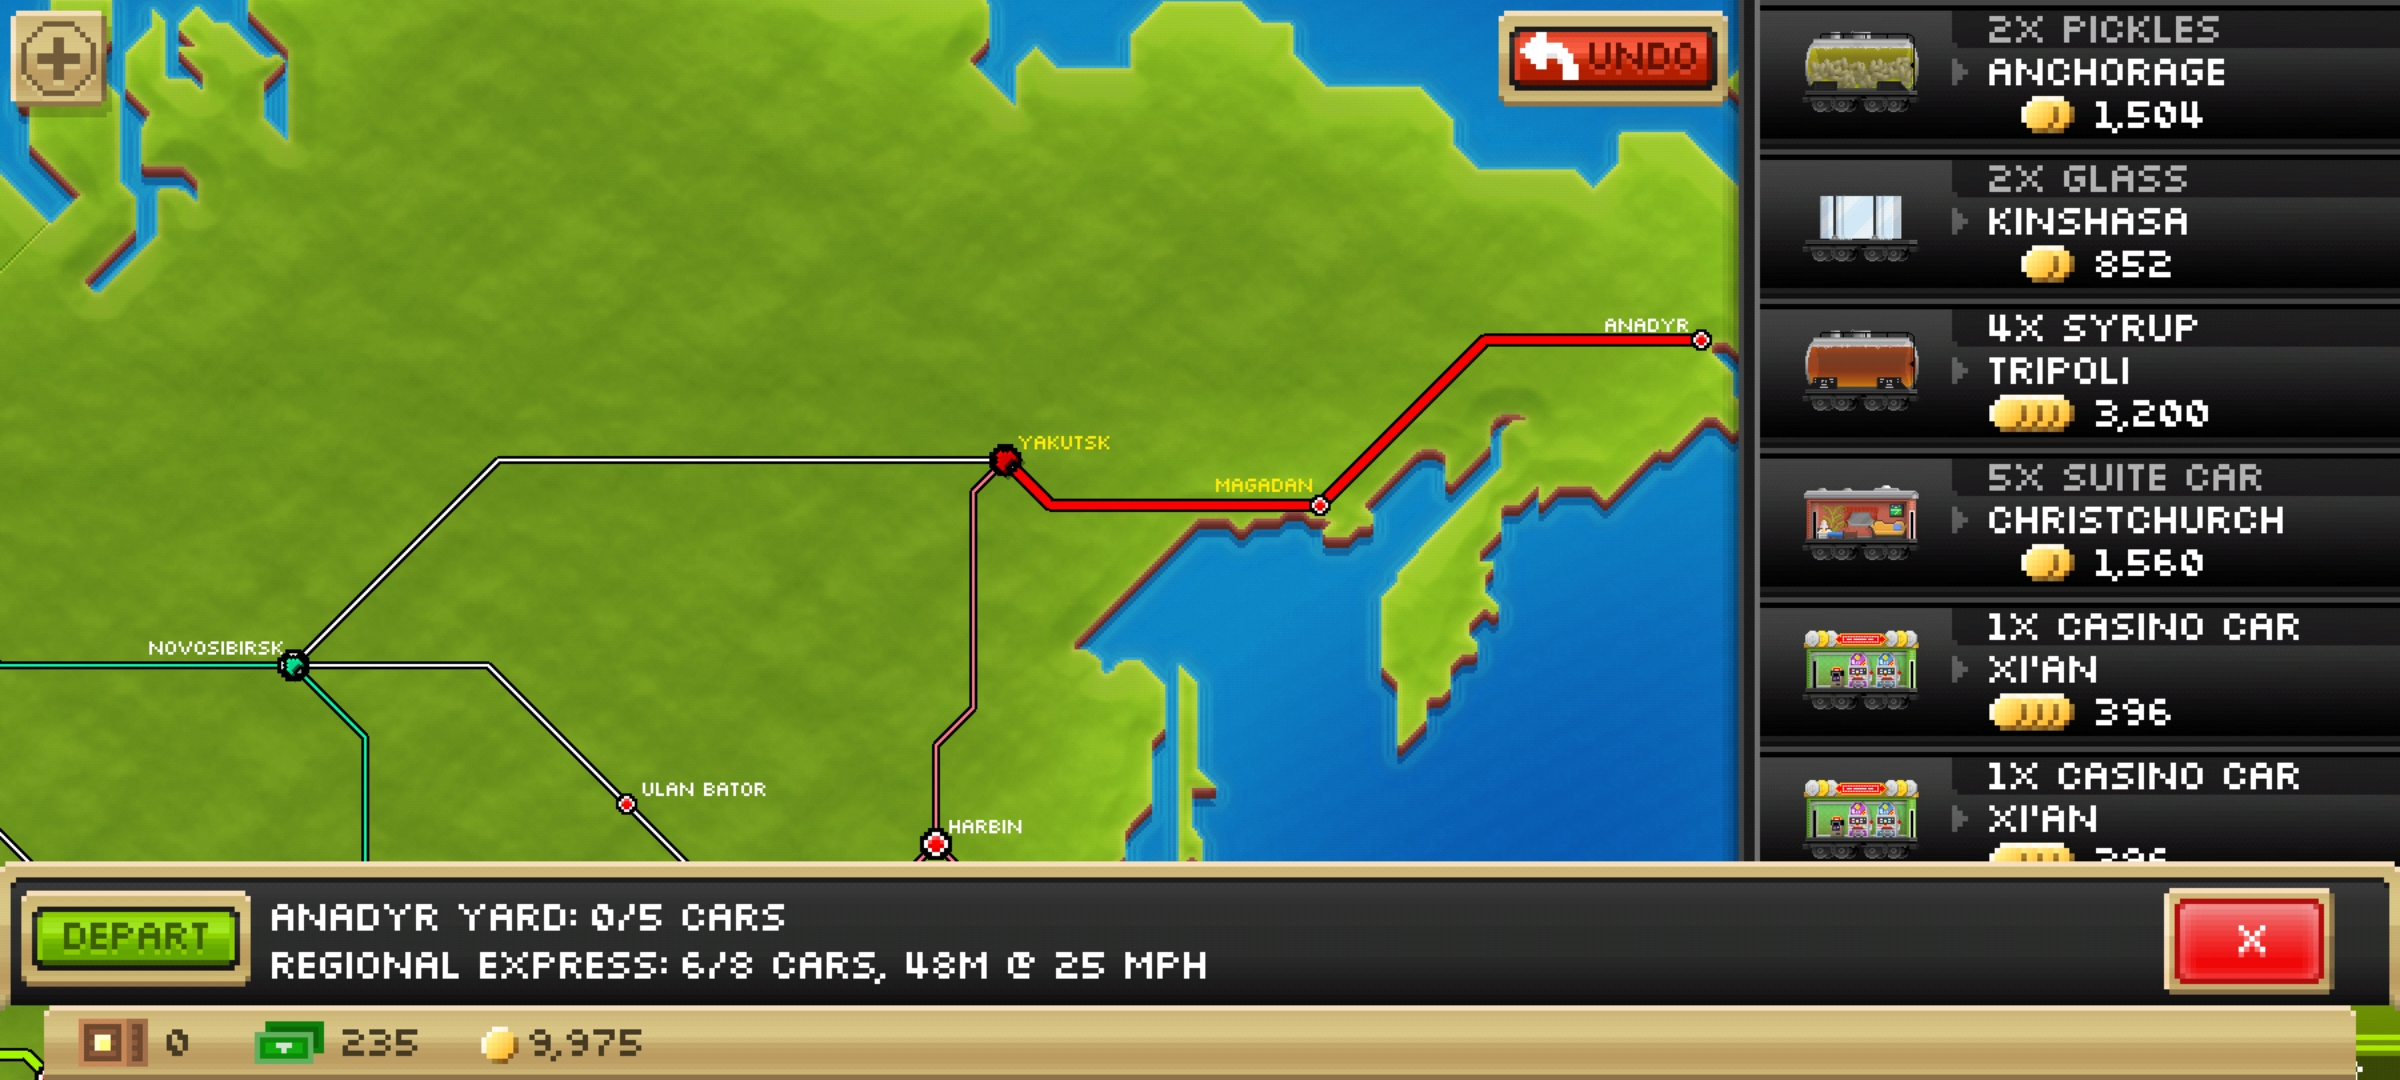 UNDO
2X PICKLES
ANCHORAGE
1,504
2X GLASS
KINSHASA
852
4X SYRUP
TRIPOLI
3,200
5X SUITE CAR
CHRISTCHURCH
1,560
1X CASINO CAR
XI'AN
396
1X CASINO CAR
XI'AN
396
ANADYR
YAKUTSK
MAGADAN
NOVOSIBIRSK
ULAN BATOR
HARBIN
DEPART
ANADYR YARD: 0/5 CARS
REGIONAL EXPRESS: 6/8 CARS, 48M @ 25 MPH
X
0
235
9,975